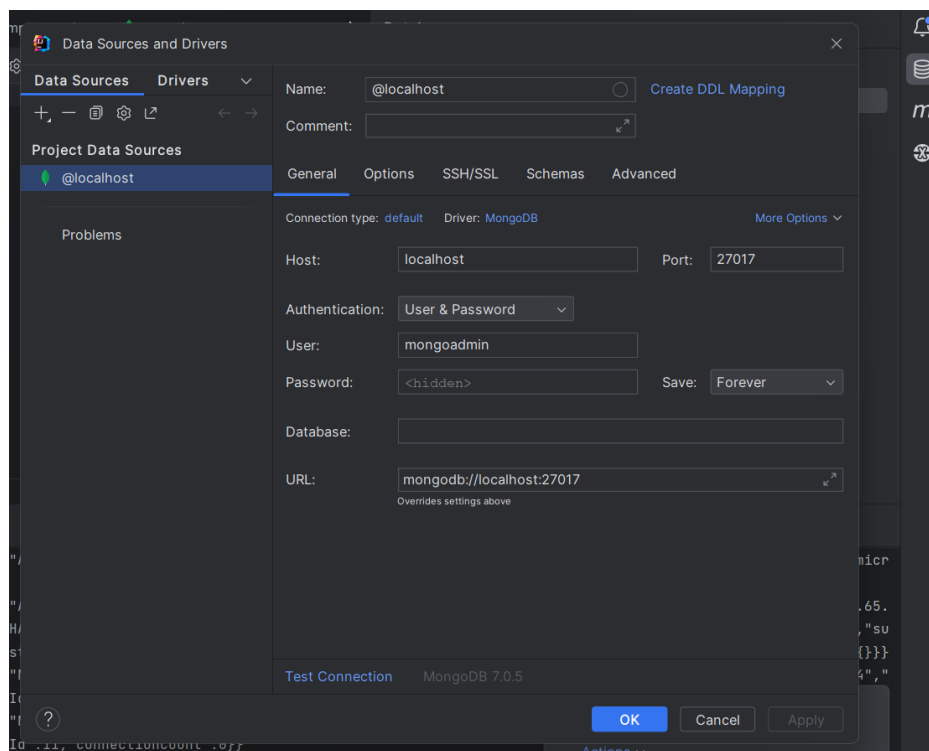 Data Sources and Drivers
Data Sources Drivers
Name: @localhost Create DDL Mapping
Comment:
Project Data Sources
@localhost
General Options SSH/SSL Schemas Advanced
Connection type: default Driver: MongoDB More Options
Problems
Host: localhost Port: 27017
Authentication: User & Password
User: mongoadmin
Password: <hidden> Save: Forever
Database:
URL: mongodb://localhost:27017
Overrides settings above
micr
.65.
,"su
{}}}
Test Connection MongoDB 7.0.5
? OK Cancel Apply